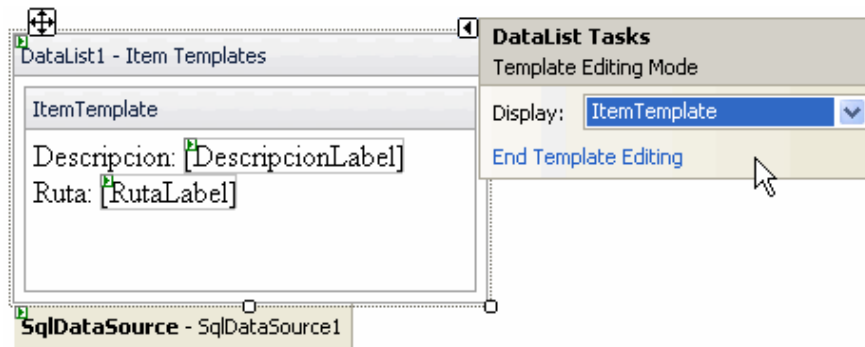 DataList1 - Item Templates
ItemTemplate
Descripcion: [DescripcionLabel]
Ruta: [RutaLabel]
SqlDataSource - SqlDataSource1
DataList Tasks
Template Editing Mode
Display: ItemTemplate
End Template Editing